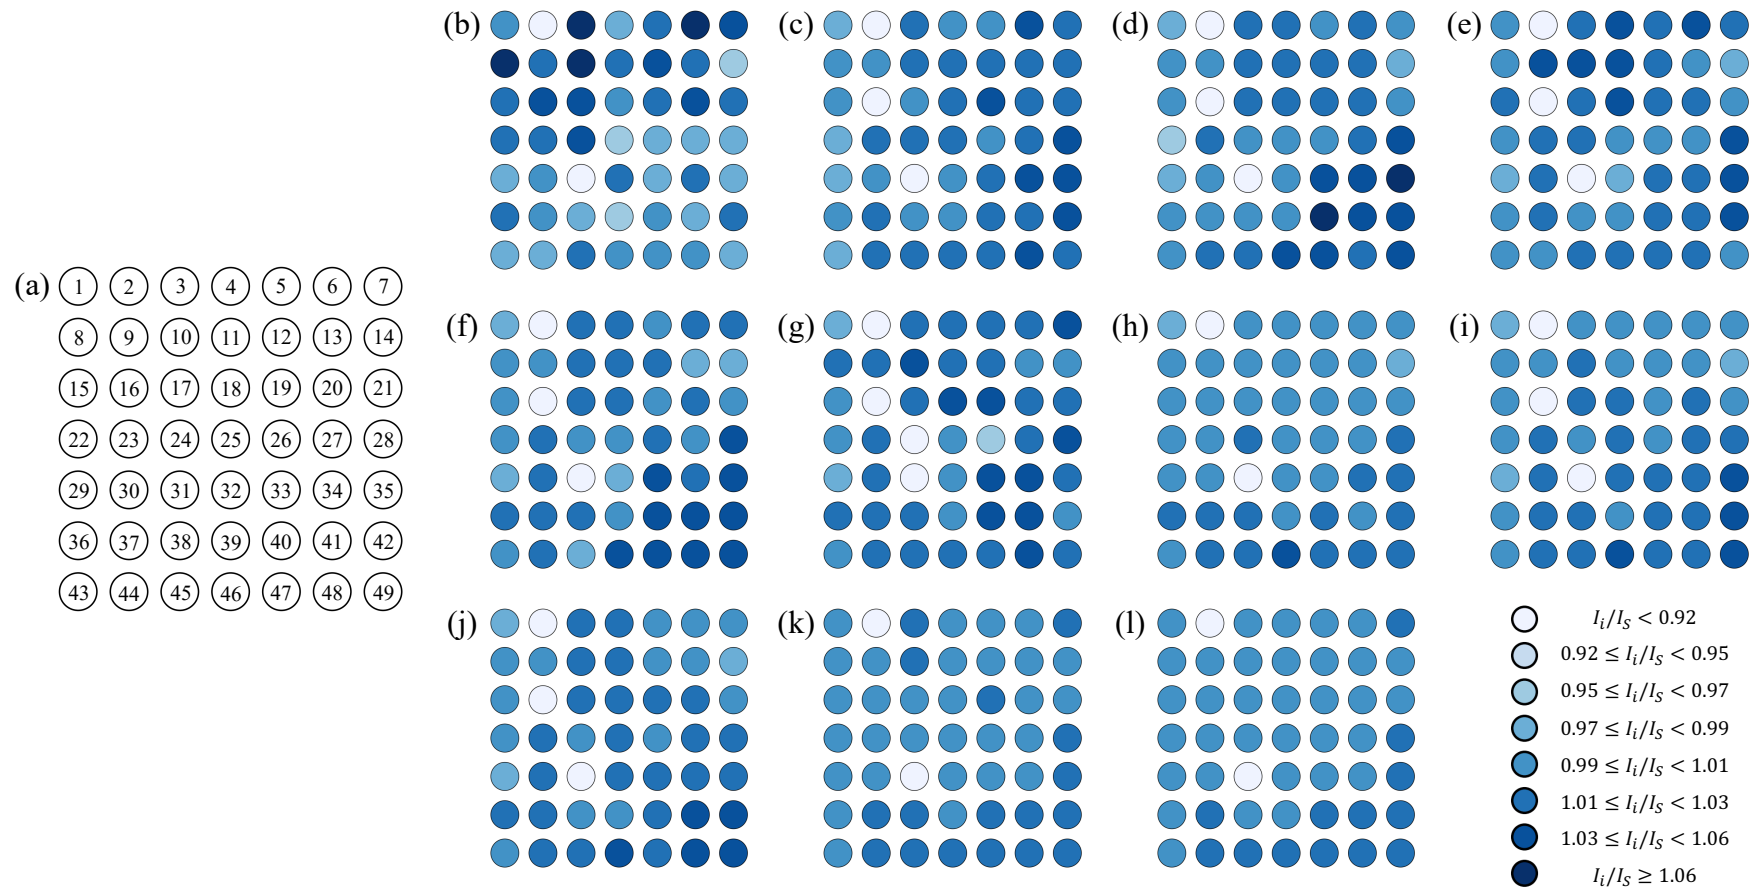 (b) (c) (d) (e)
(a) 1 2 3 4 5 6 7
8 9 10 11 12 13 14
15 16 17 18 19 20 21
22 23 24 25 26 27 28
29 30 31 32 33 34 35
36 37 38 39 40 41 42
43 44 45 46 47 48 49
(f) (g) (h) (i)
(j) (k) (l)
I_i/I_S < 0.92
0.92 ≤ I_i/I_S < 0.95
0.95 ≤ I_i/I_S < 0.97
0.97 ≤ I_i/I_S < 0.99
0.99 ≤ I_i/I_S < 1.01
1.01 ≤ I_i/I_S < 1.03
1.03 ≤ I_i/I_S < 1.06
I_i/I_S ≥ 1.06